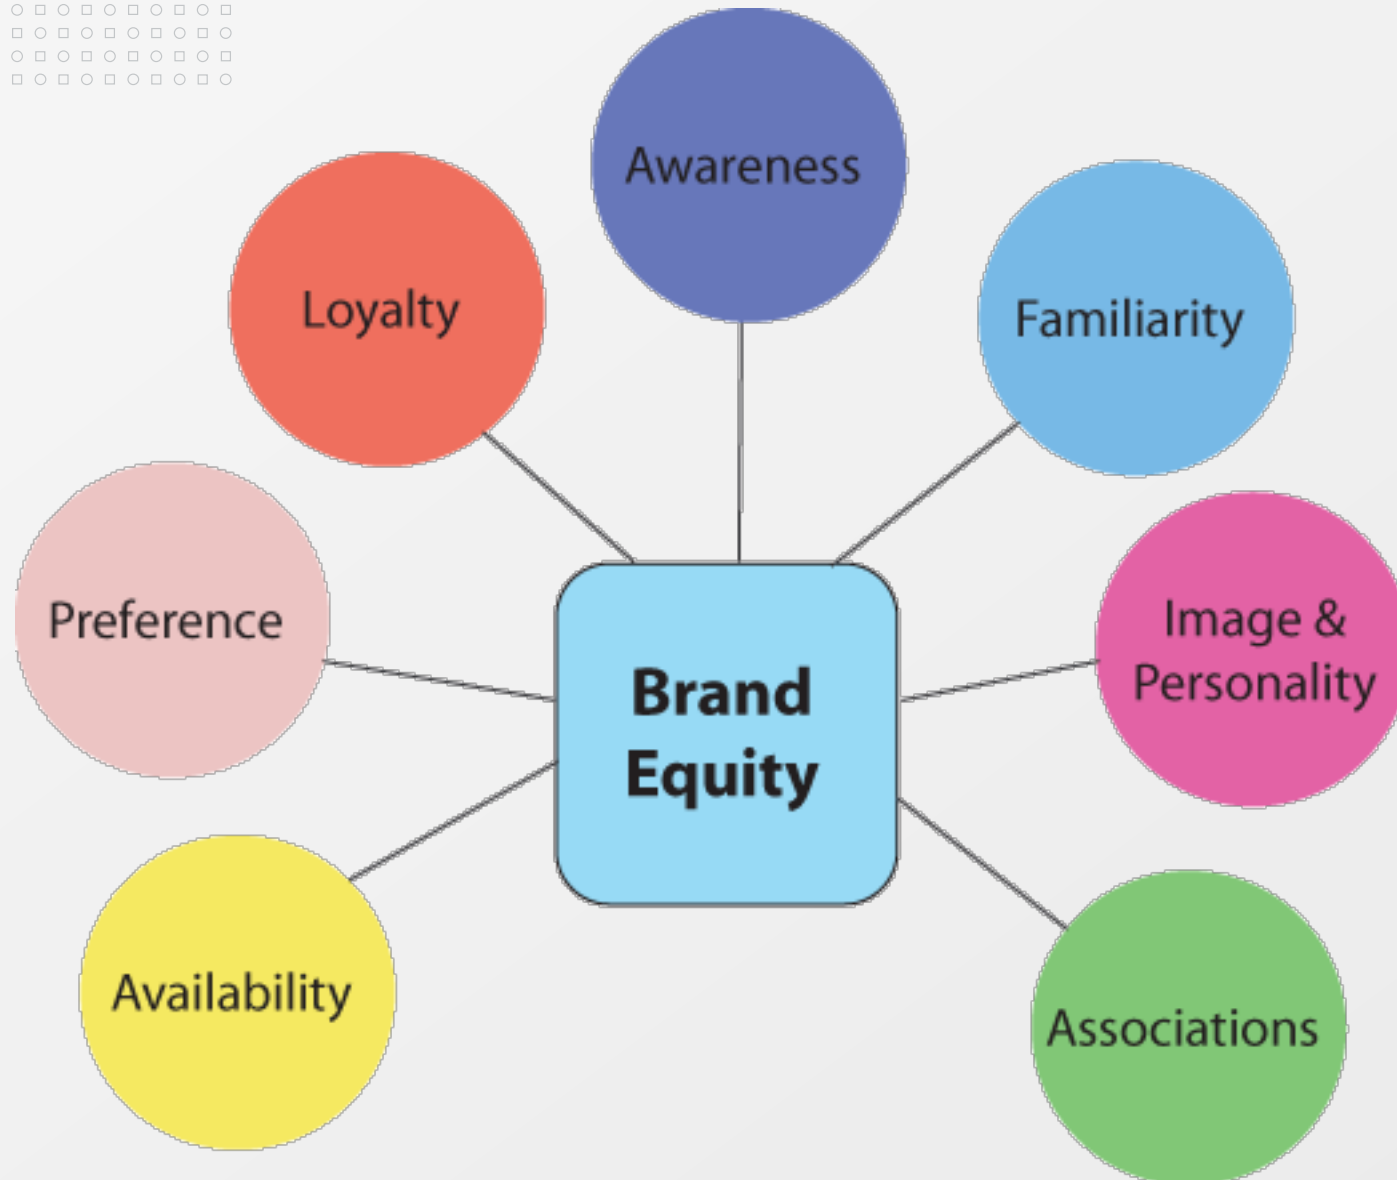 Awareness
Loyalty
Familiarity
Preference
Image &
Personality
Brand
Equity
Availability
Associations